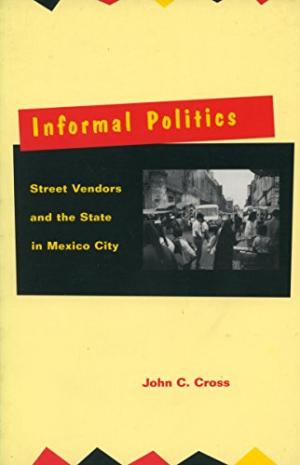 Informal Politics
Street Vendors
and the State
in Mexico City
John C. Cross